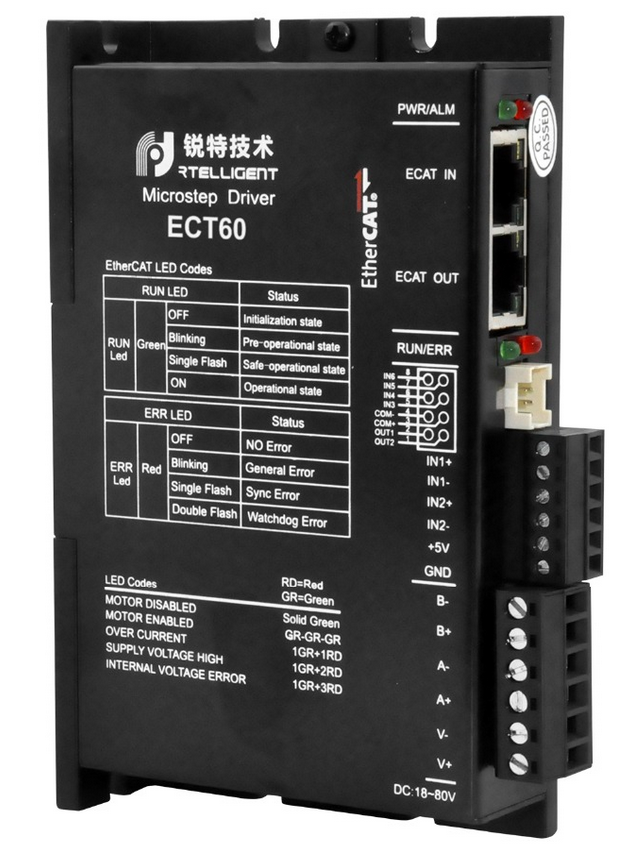 锐特技术
RTELLIGENT
Microstep Driver
ECT60
EtherCAT LED Codes
RUN LED Status
RUN Led Green OFF Initialization state
Blinking Pre-operational state
Single Flash Safe-operational state
ON Operational state
ERR LED Status
ERR Led Red OFF NO Error
Blinking General Error
Single Flash Sync Error
Double Flash Watchdog Error
LED Codes RD=Red
GR=Green
MOTOR DISABLED Solid Green
MOTOR ENABLED GR-GR-GR
OVER CURRENT 1GR+1RD
SUPPLY VOLTAGE HIGH 1GR+2RD
INTERNAL VOLTAGE ERROR 1GR+3RD
EtherCAT
PWR/ALM
Q.C.
PASSED
ECAT IN
ECAT OUT
RUN/ERR
IN6
IN5
IN4
IN3
COM-
COM+
OUT1
OUT2
IN1+
IN1-
IN2+
IN2-
+5V
GND
B-
B+
A-
A+
V-
V+
DC:18~80V